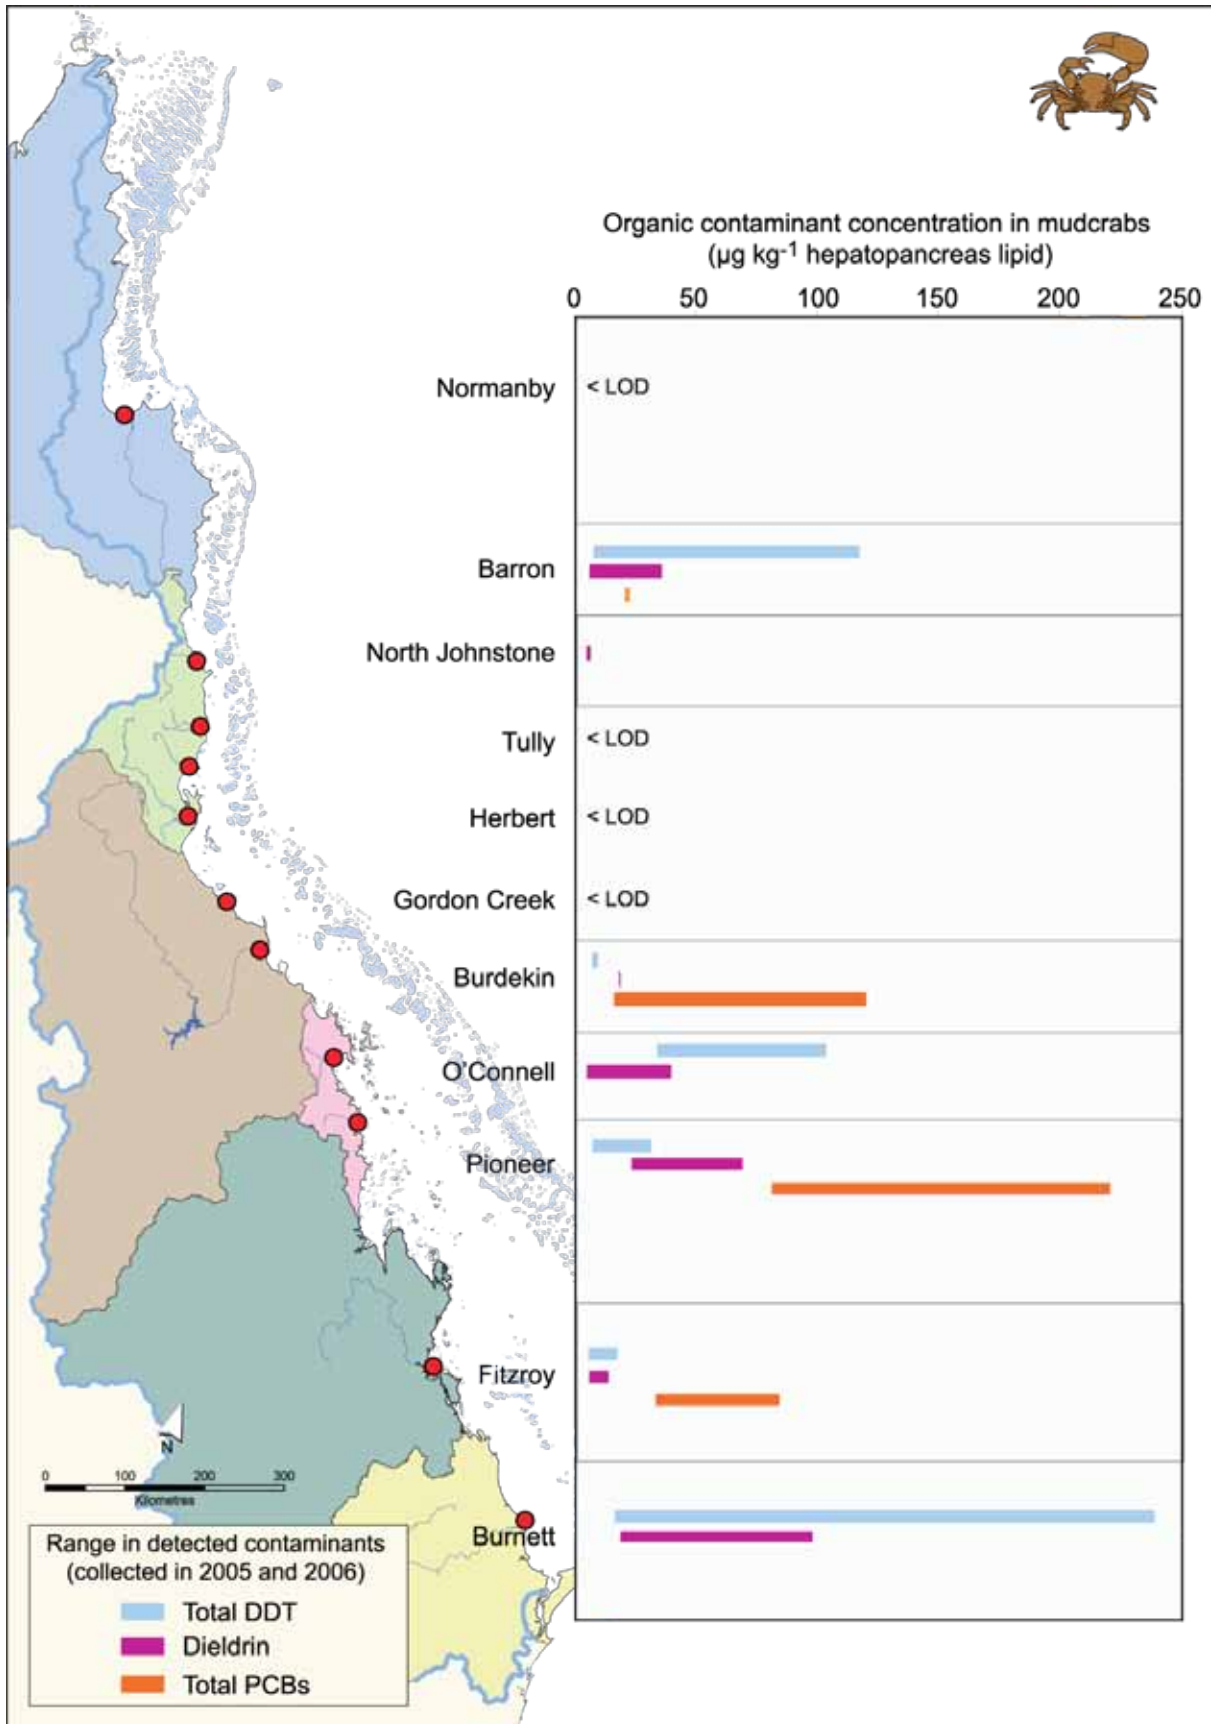 Organic contaminant concentration in mudcrabs
(µg kg-1 hepatopancreas lipid)
0 50 100 150 200 250
Normanby < LOD
Barron
North Johnstone
Tully < LOD
Herbert < LOD
Gordon Creek < LOD
Burdekin
O'Connell
Pioneer
Fitzroy
N
0 100 200 300
Kilometres
Burnett
Range in detected contaminants
(collected in 2005 and 2006)
Total DDT
Dieldrin
Total PCBs